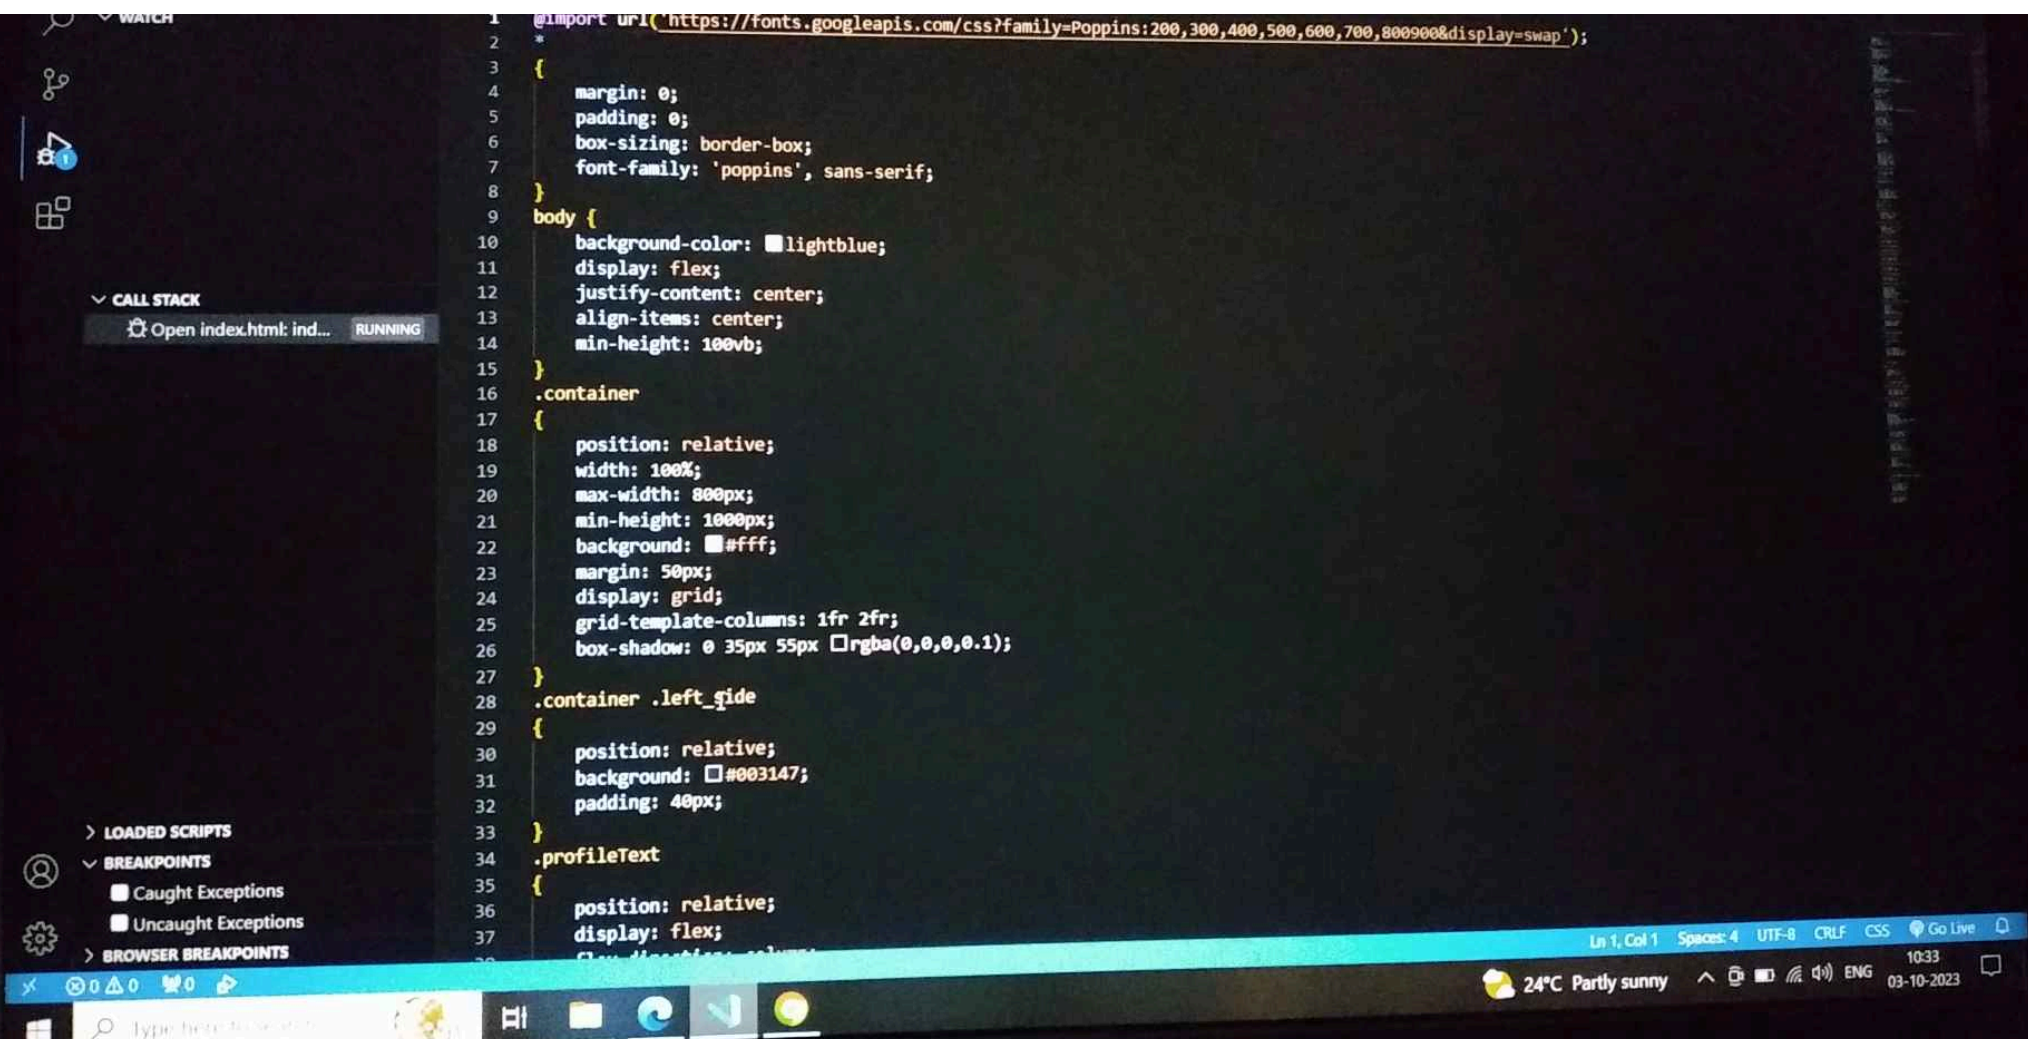 WATCH
CALL STACK
Open index.html: ind... RUNNING
LOADED SCRIPTS
BREAKPOINTS
Caught Exceptions
Uncaught Exceptions
BROWSER BREAKPOINTS
1 @import url('https://fonts.googleapis.com/css?family=Poppins:200,300,400,500,600,700,800900&display=swap');
2 *
3 {
4 margin: 0;
5 padding: 0;
6 box-sizing: border-box;
7 font-family: 'poppins', sans-serif;
8 }
9 body {
10 background-color: lightblue;
11 display: flex;
12 justify-content: center;
13 align-items: center;
14 min-height: 100vb;
15 }
16 .container
17 {
18 position: relative;
19 width: 100%;
20 max-width: 800px;
21 min-height: 1000px;
22 background: #fff;
23 margin: 50px;
24 display: grid;
25 grid-template-columns: 1fr 2fr;
26 box-shadow: 0 35px 55px rgba(0,0,0,0.1);
27 }
28 .container .left_side
29 {
30 position: relative;
31 background: #003147;
32 padding: 40px;
33 }
34 .profileText
35 {
36 position: relative;
37 display: flex;
0 0 0
Ln 1, Col 1 Spaces: 4 UTF-8 CRLF CSS Go Live
Type here to search
24°C Partly sunny ENG
10:33
03-10-2023